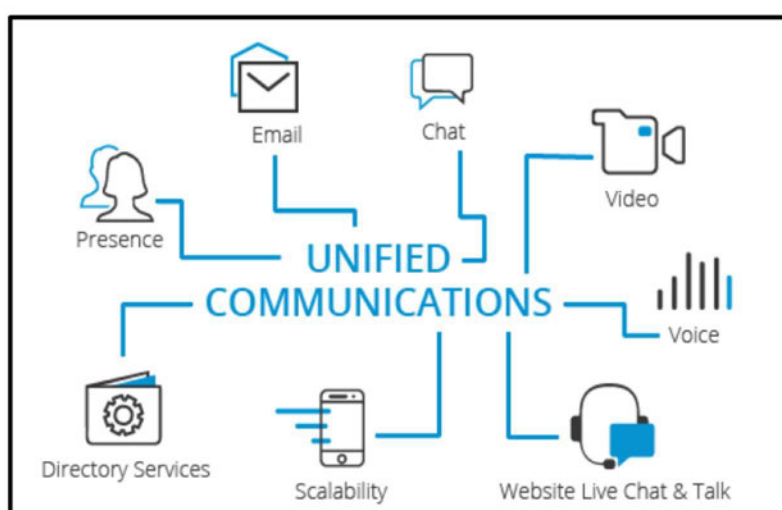 Email
Chat
Video
Presence
UNIFIED
COMMUNICATIONS
Voice
Directory Services
Scalability
Website Live Chat & Talk